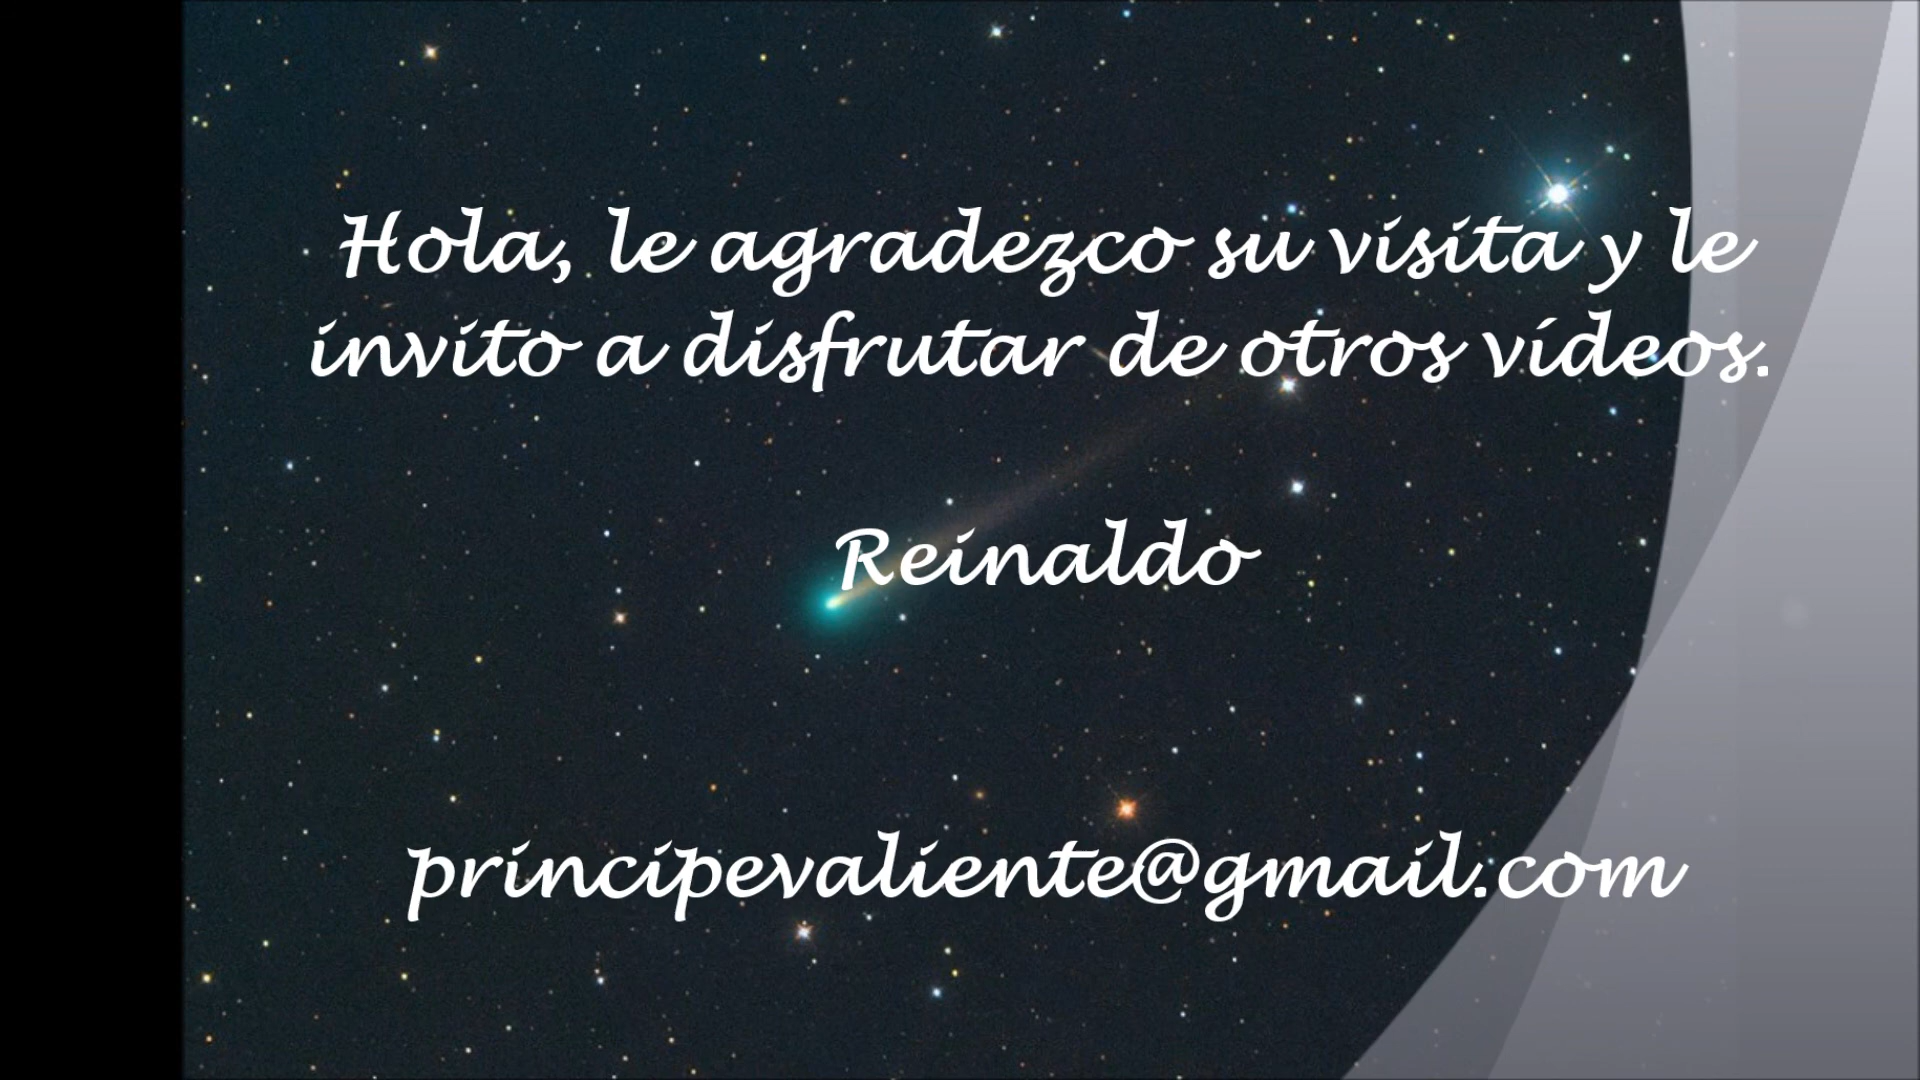 Hola, le agradezco su visita y le
invito a disfrutar de otros vídeos.
Reinaldo
principevaliente@gmail.com